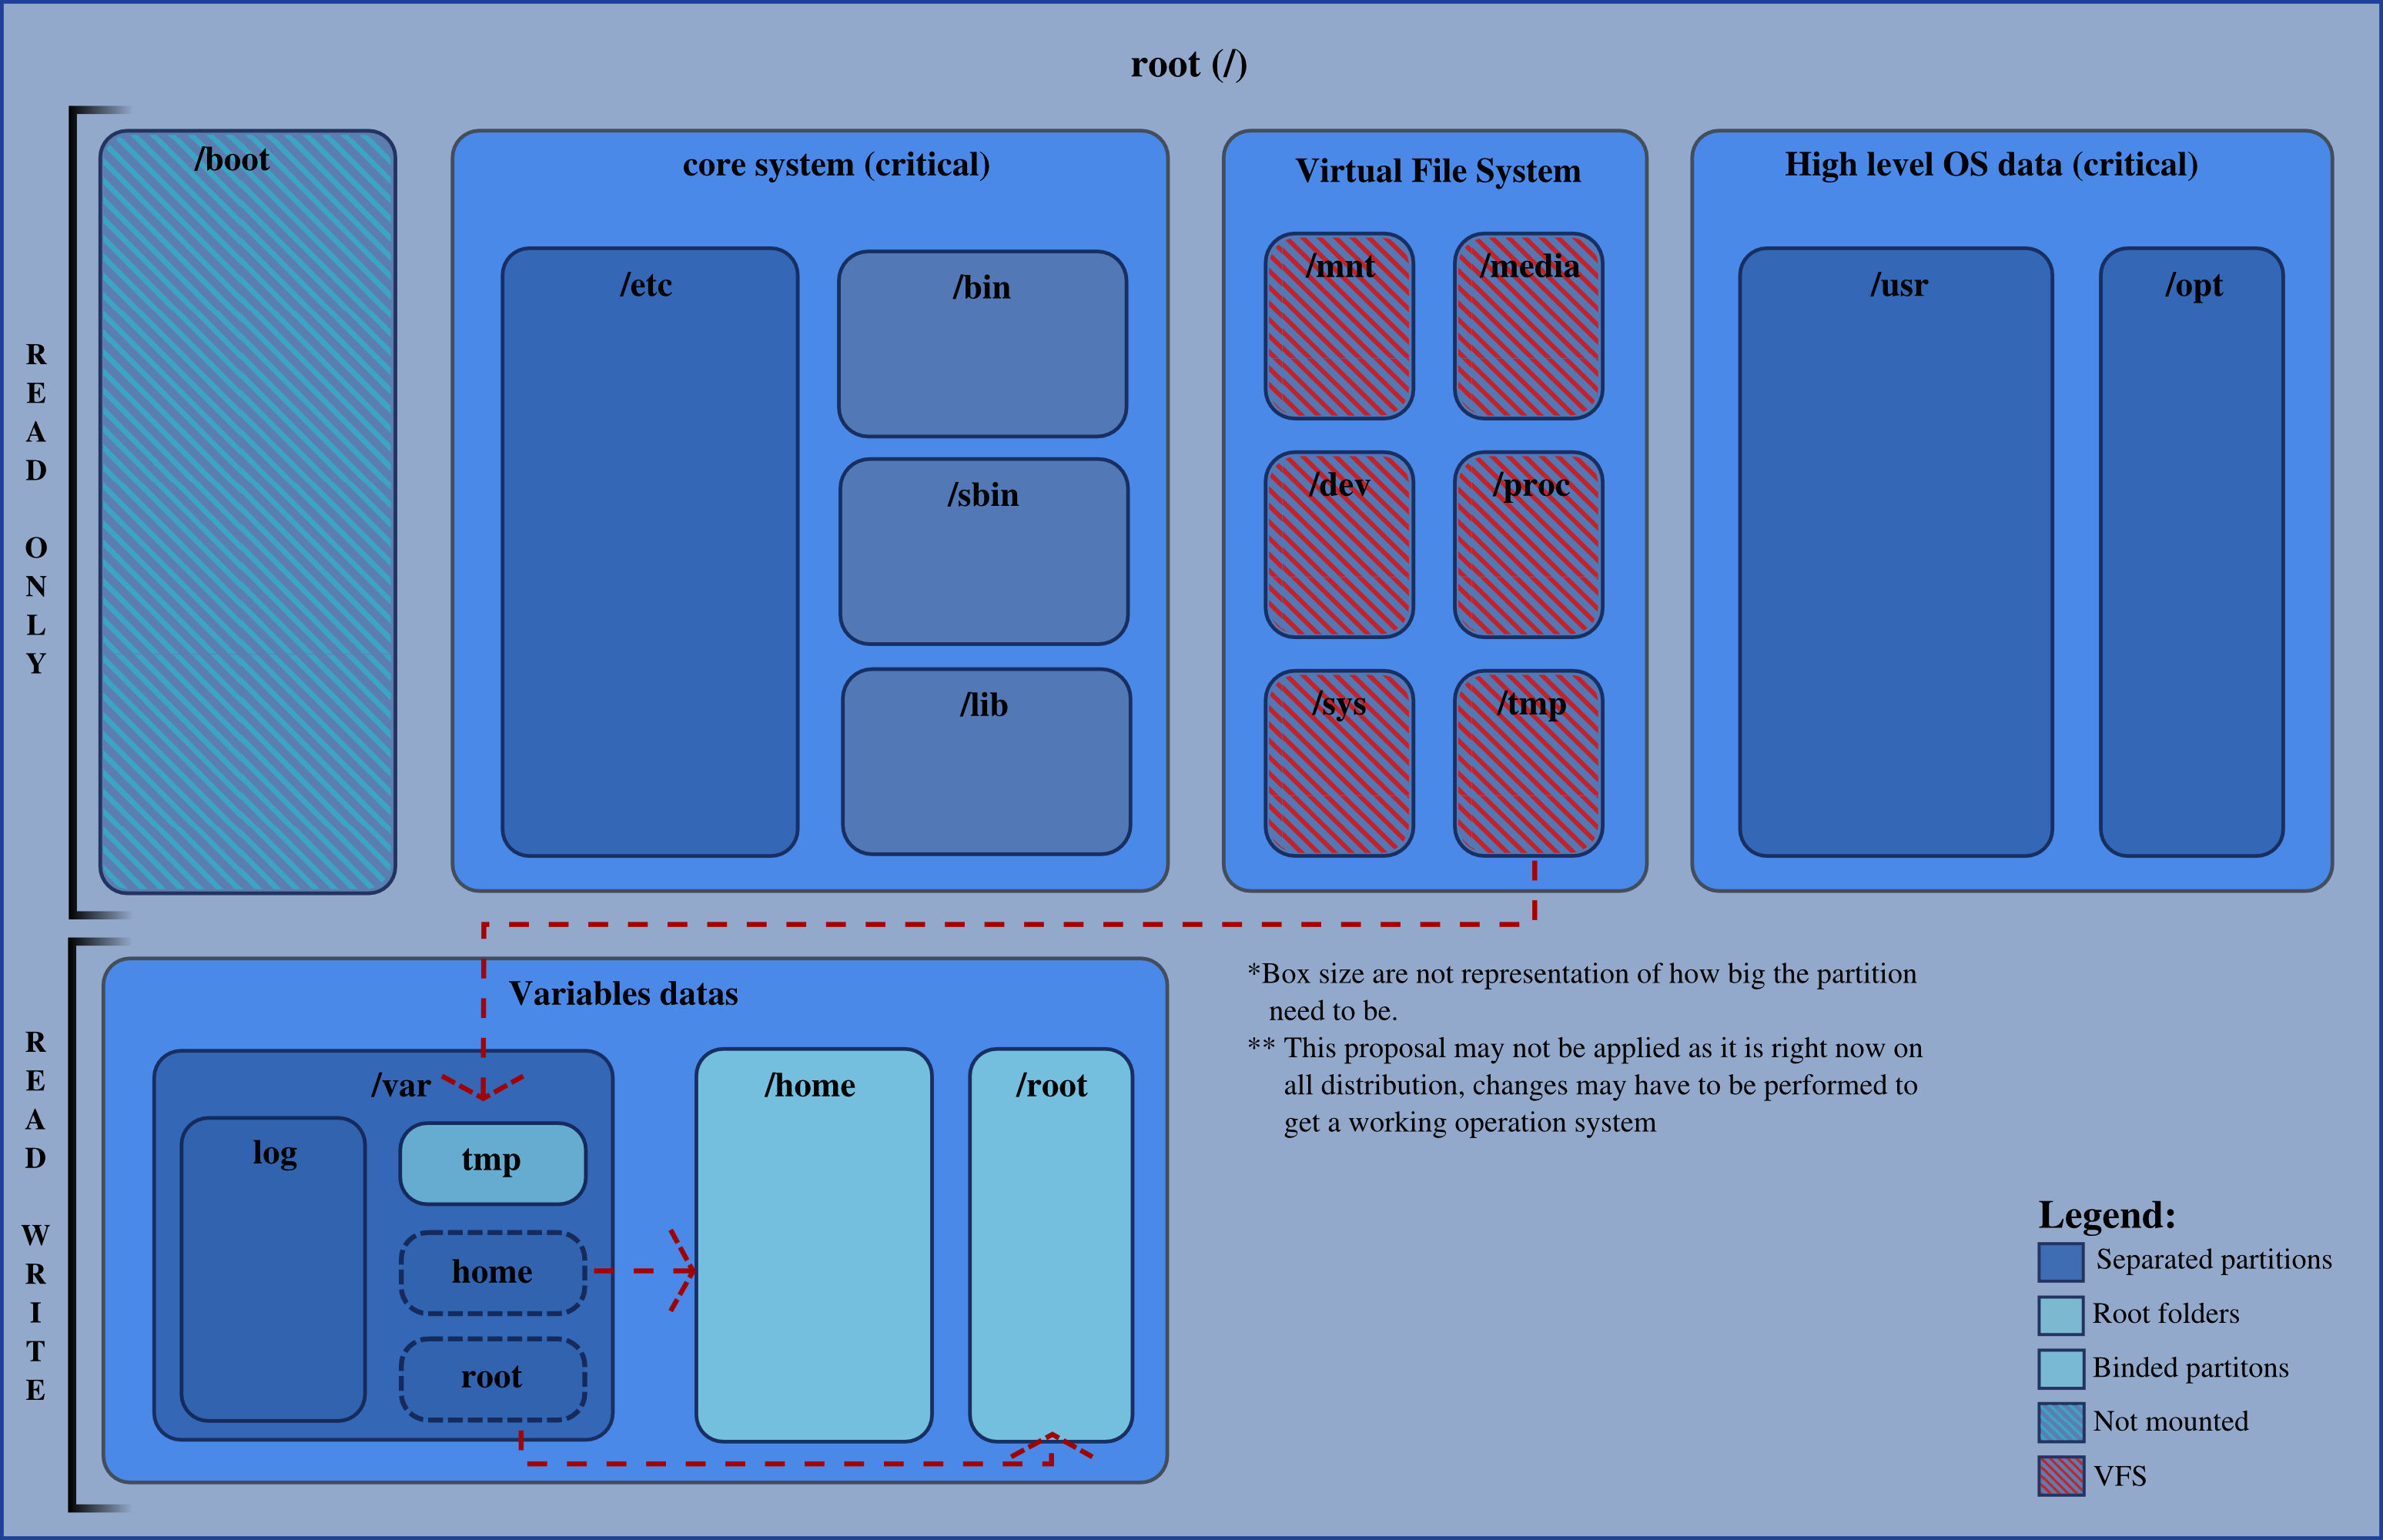 root (/)
READ ONLY
/boot
core system (critical)
/etc
/bin
/sbin
/lib
Virtual File System
/mnt
/media
/dev
/proc
/sys
/tmp
High level OS data (critical)
/usr
/opt
READ WRITE
Variables datas
/var
log
tmp
home
root
/home
/root
*Box size are not representation of how big the partition
need to be.
** This proposal may not be applied as it is right now on
all distribution, changes may have to be performed to
get a working operation system
Legend:
Separated partitions
Root folders
Binded partitons
Not mounted
VFS